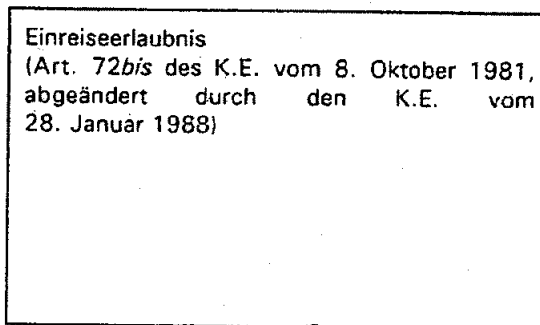 Einreiseerlaubnis
(Art. 72bis des K.E. vom 8. Oktober 1981,
abgeändert durch den K.E. vom
28. Januar 1988)